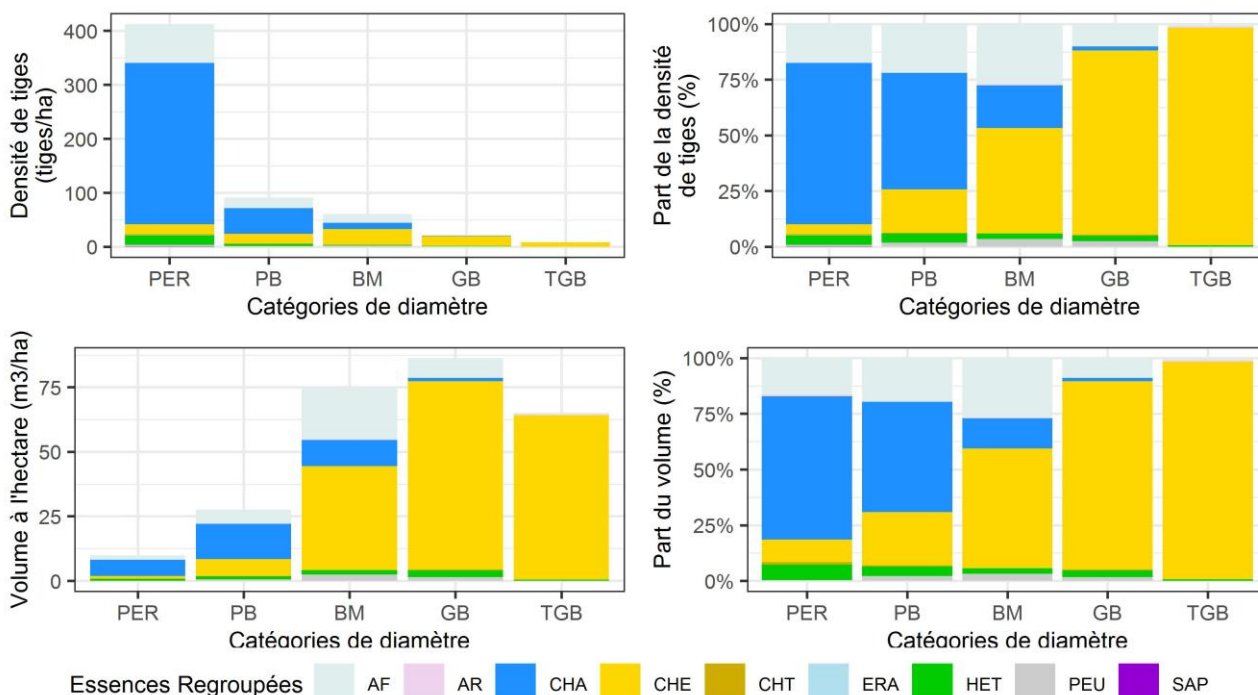 Densité de tiges
(tiges/ha)
400
300
200
100
0
PER PB BM GB TGB
Catégories de diamètre
Part de la densité
de tiges (%)
100%
75%
50%
25%
0%
PER PB BM GB TGB
Catégories de diamètre
Volume à l'hectare (m3/ha)
75
50
25
0
PER PB BM GB TGB
Catégories de diamètre
Part du volume (%)
100%
75%
50%
25%
0%
PER PB BM GB TGB
Catégories de diamètre
Essences Regroupées AF AR CHA CHE CHT ERA HET PEU SAP